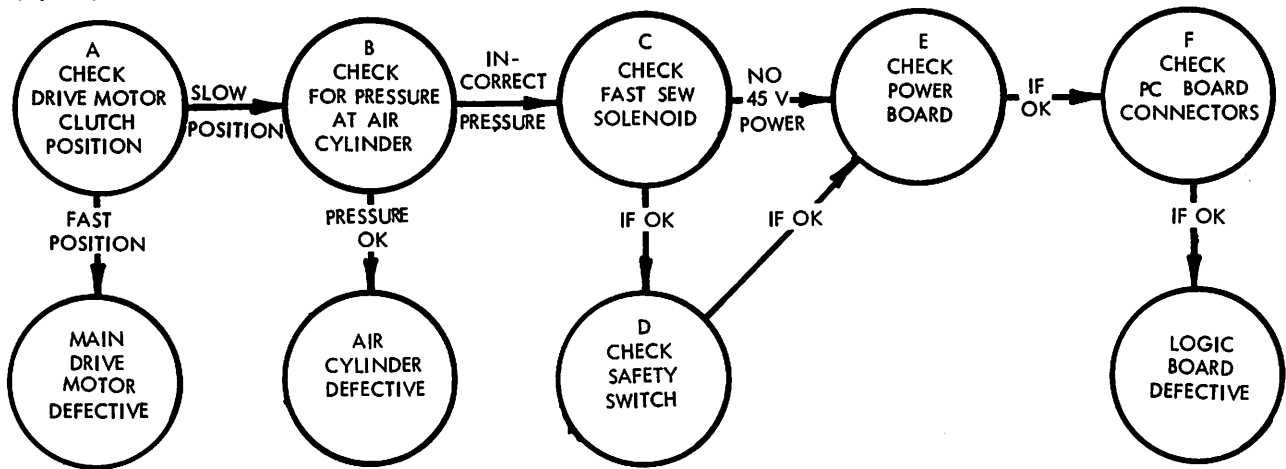 A
CHECK
DRIVE MOTOR
CLUTCH
POSITION
SLOW
POSITION
B
CHECK
FOR PRESSURE
AT AIR
CYLINDER
IN-
CORRECT
PRESSURE
C
CHECK
FAST SEW
SOLENOID
NO
45 V
POWER
E
CHECK
POWER
BOARD
IF
OK
F
CHECK
PC BOARD
CONNECTORS
FAST
POSITION
PRESSURE
OK
IF OK
IF OK
IF OK
MAIN
DRIVE
MOTOR
DEFECTIVE
AIR
CYLINDER
DEFECTIVE
D
CHECK
SAFETY
SWITCH
LOGIC
BOARD
DEFECTIVE